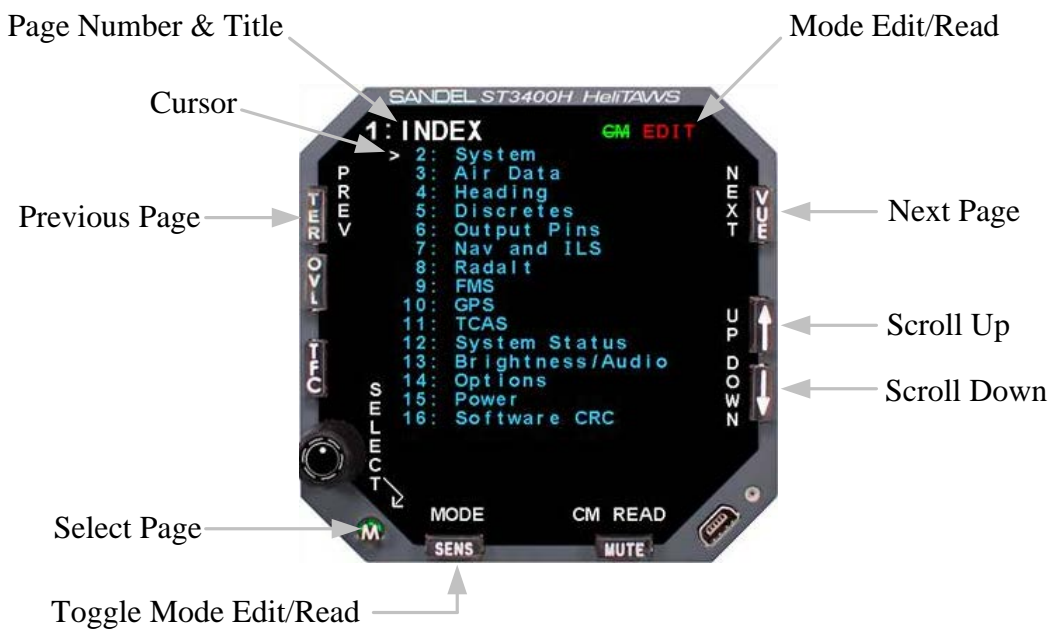 Page Number & Title
Mode Edit/Read
Cursor
SANDEL ST3400H HeliTAWS
1: INDEX
CM EDIT
> 2: System
3: Air Data
4: Heading
5: Discretes
6: Output Pins
7: Nav and ILS
8: Radalt
9: FMS
10: GPS
11: TCAS
12: System Status
13: Brightness/Audio
14: Options
15: Power
16: Software CRC
PREV
NEXT
TER
VUE
Previous Page
Next Page
OVL
UP
Scroll Up
TFC
DOWN
Scroll Down
SELECT
Select Page
M
MODE
CM READ
SENS
MUTE
Toggle Mode Edit/Read